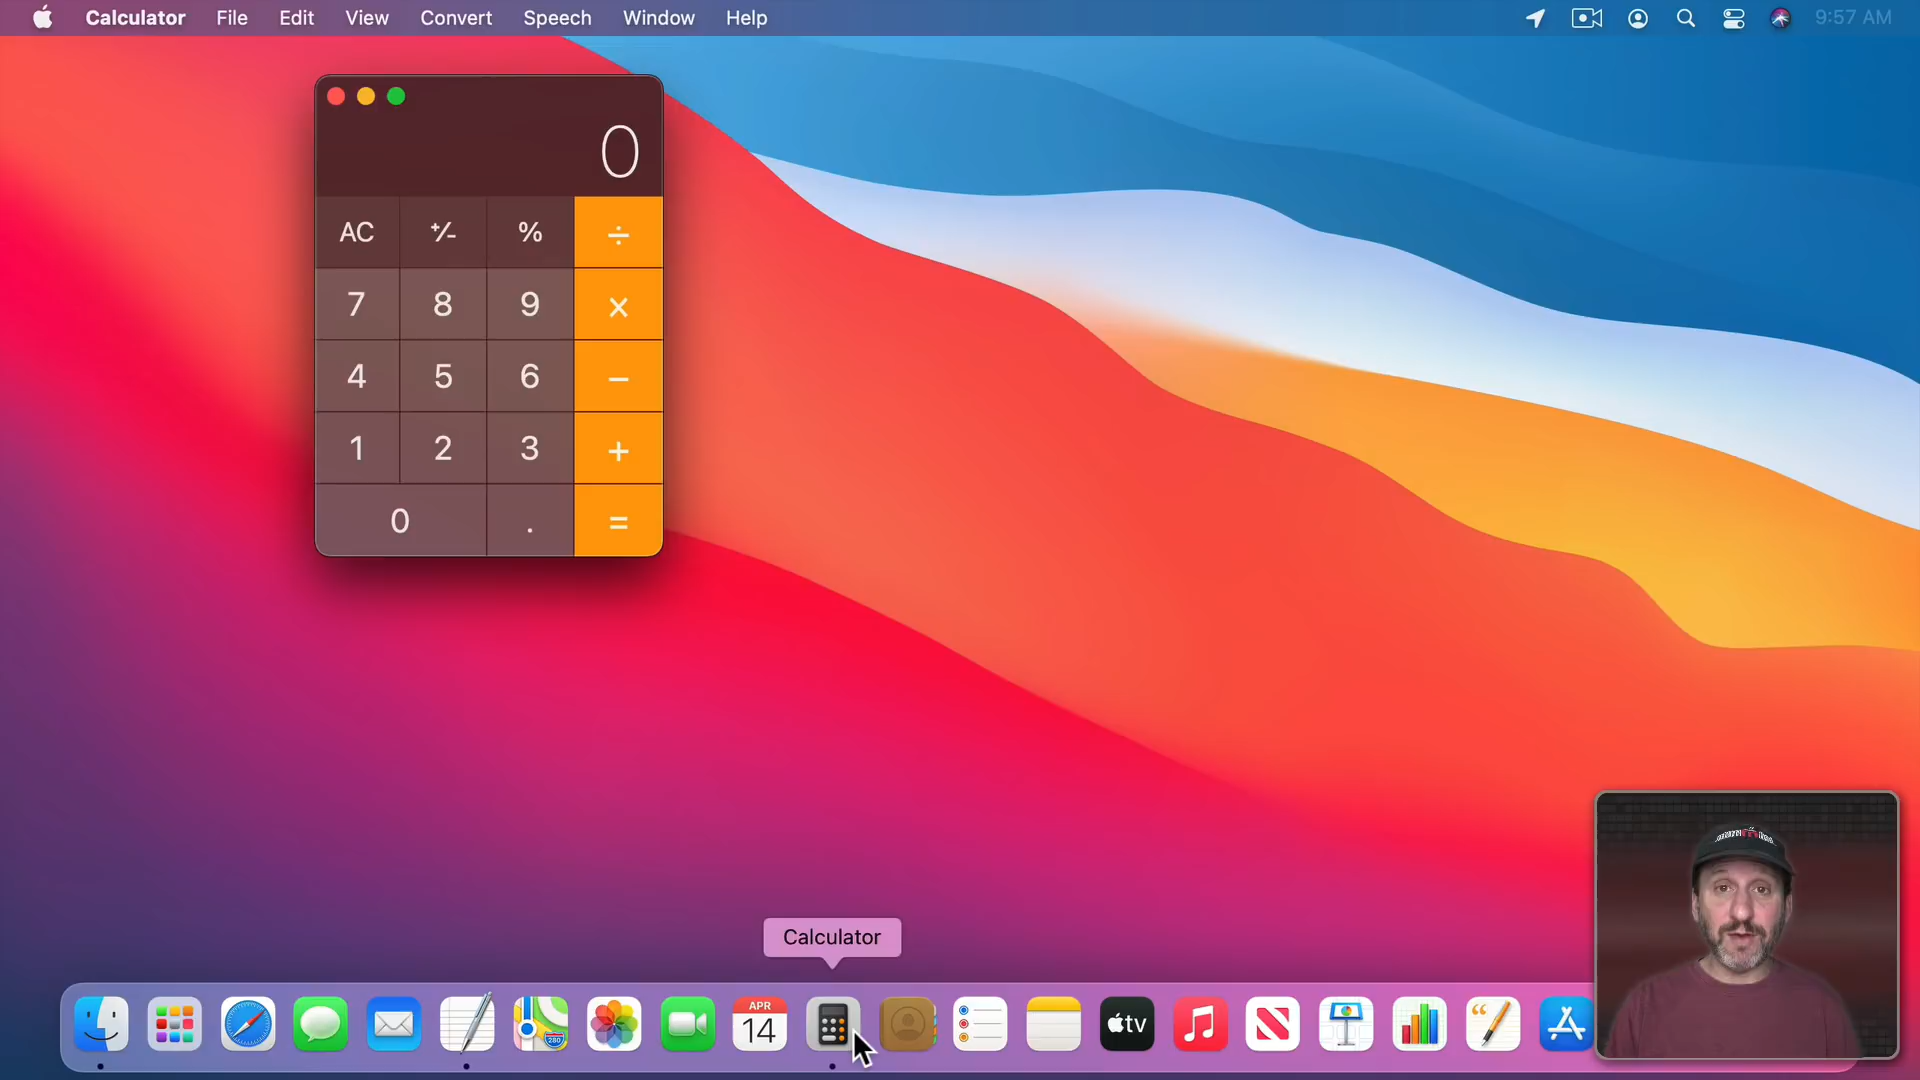 Calculator File Edit View Convert Speech Window Help 9:57 AM
0
AC +⁄- % ÷
7 8 9 ×
4 5 6 −
1 2 3 +
0 . =
Calculator
APR
14
280
tv